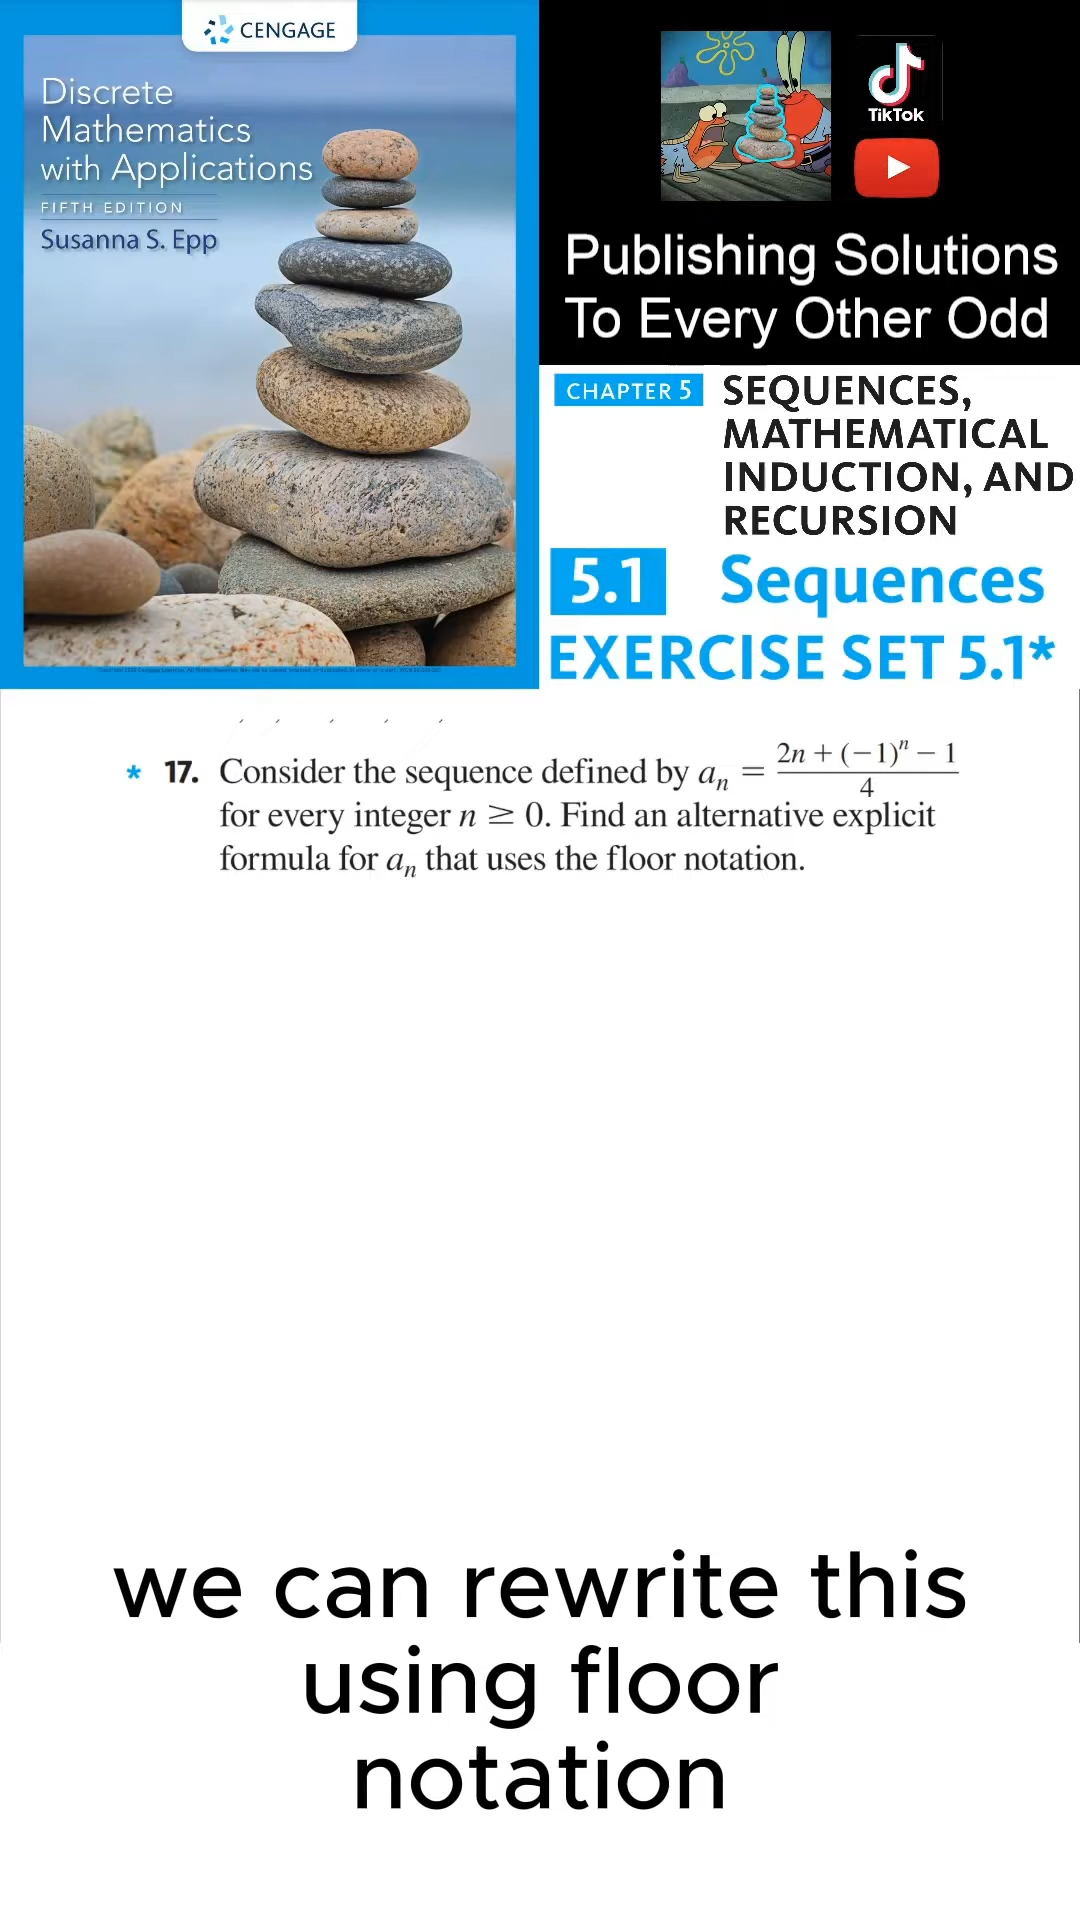 CENGAGE
Discrete
Mathematics
with Applications
FIFTH EDITION
Susanna S. Epp
TikTok
Publishing Solutions
To Every Other Odd
CHAPTER 5 SEQUENCES,
MATHEMATICAL
INDUCTION, AND
RECURSION
5.1 Sequences
EXERCISE SET 5.1*
* 17. Consider the sequence defined by aₙ = (2n + (−1)ⁿ − 1)/4
for every integer n ≥ 0. Find an alternative explicit
formula for aₙ that uses the floor notation.
we can rewrite this
using floor
notation